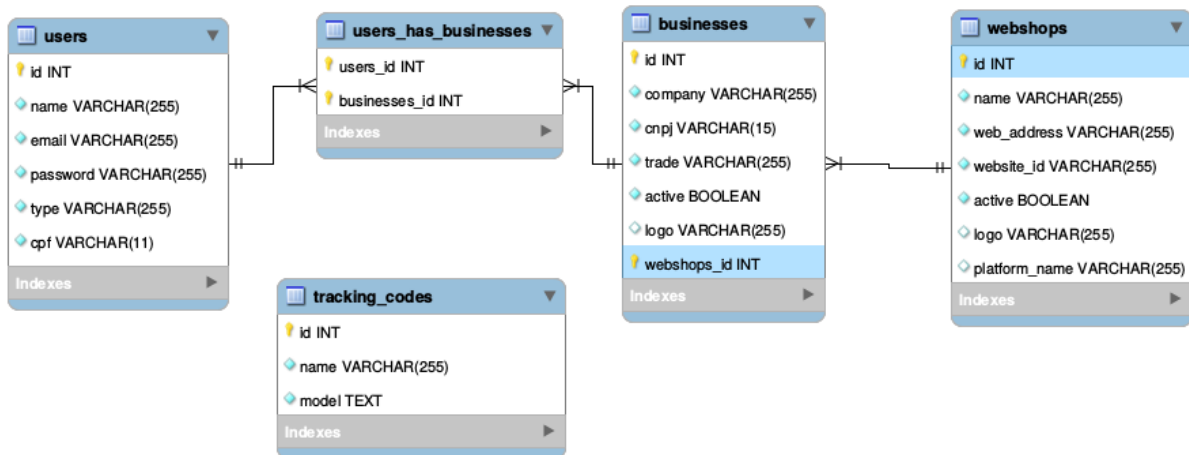 users
id INT
name VARCHAR(255)
email VARCHAR(255)
password VARCHAR(255)
type VARCHAR(255)
cpf VARCHAR(11)
Indexes
users_has_businesses
users_id INT
businesses_id INT
Indexes
businesses
id INT
company VARCHAR(255)
cnpj VARCHAR(15)
trade VARCHAR(255)
active BOOLEAN
logo VARCHAR(255)
webshops_id INT
Indexes
webshops
id INT
name VARCHAR(255)
web_address VARCHAR(255)
website_id VARCHAR(255)
active BOOLEAN
logo VARCHAR(255)
platform_name VARCHAR(255)
Indexes
tracking_codes
id INT
name VARCHAR(255)
model TEXT
Indexes